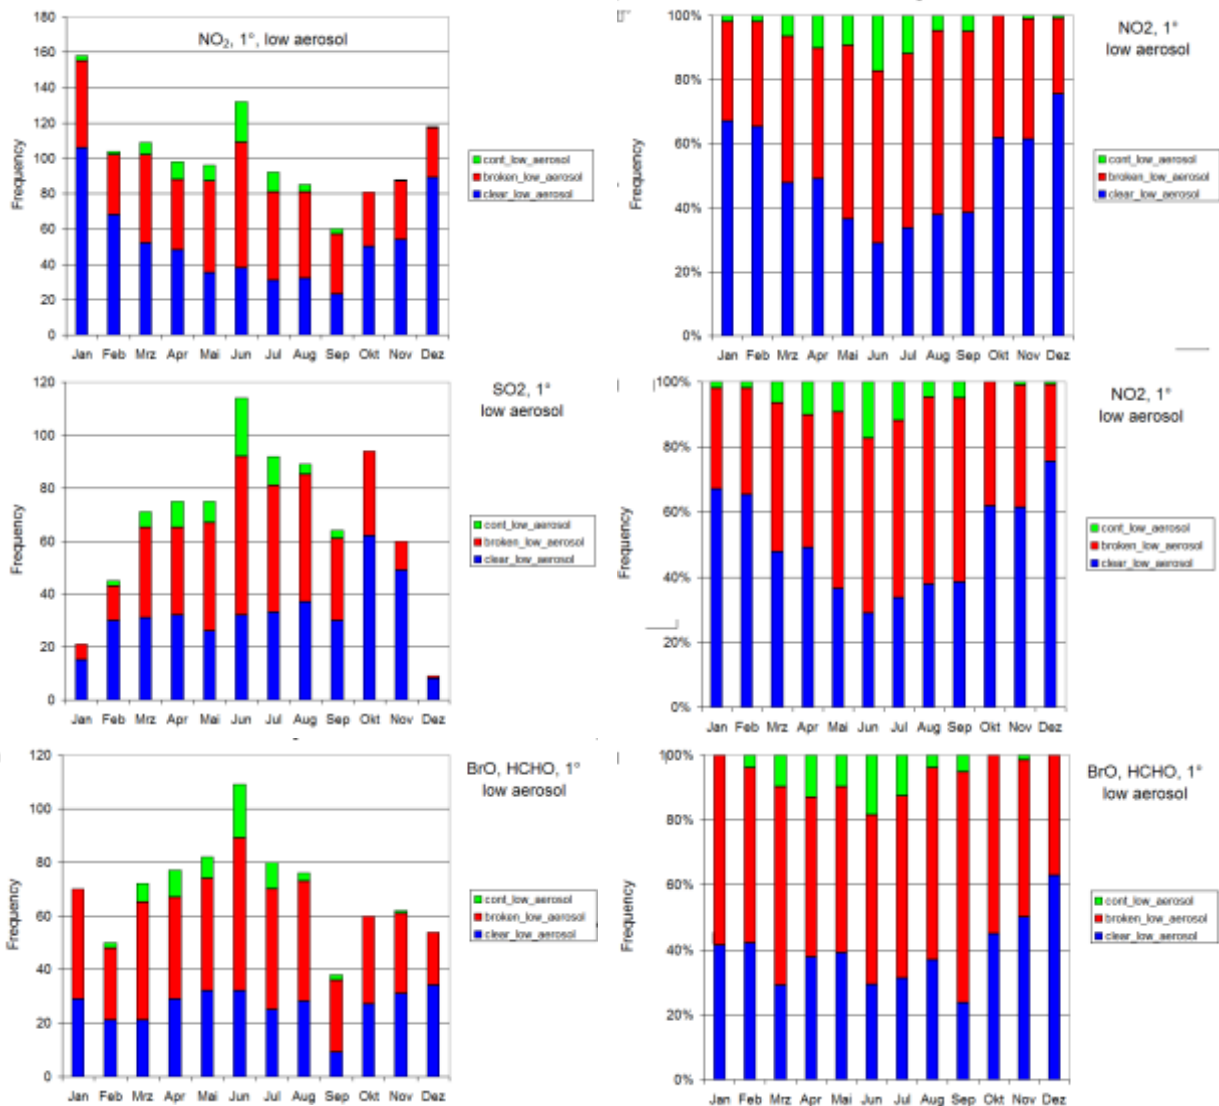 180
160
140
120
100
80
60
40
20
0
Frequency
NO₂, 1°, low aerosol
cont_low_aerosol
broken_low_aerosol
clear_low_aerosol
Jan Feb Mrz Apr Mai Jun Jul Aug Sep Okt Nov Dez
100%
80%
60%
40%
20%
0%
Frequency
NO2, 1°
low aerosol
cont_low_aerosol
broken_low_aerosol
clear_low_aerosol
Jan Feb Mrz Apr Mai Jun Jul Aug Sep Okt Nov Dez
120
100
80
60
40
20
0
Frequency
SO2, 1°
low aerosol
cont_low_aerosol
broken_low_aerosol
clear_low_aerosol
Jan Feb Mrz Apr Mai Jun Jul Aug Sep Okt Nov Dez
100%
80%
60%
40%
20%
0%
Frequency
NO2, 1°
low aerosol
cont_low_aerosol
broken_low_aerosol
clear_low_aerosol
Jan Feb Mrz Apr Mai Jun Jul Aug Sep Okt Nov Dez
120
100
80
60
40
20
0
Frequency
BrO, HCHO, 1°
low aerosol
cont_low_aerosol
broken_low_aerosol
clear_low_aerosol
Jan Feb Mrz Apr Mai Jun Jul Aug Sep Okt Nov Dez
100%
80%
60%
40%
20%
0%
Frequency
BrO, HCHO, 1°
low aerosol
cont_low_aerosol
broken_low_aerosol
clear_low_aerosol
Jan Feb Mrz Apr Mai Jun Jul Aug Sep Okt Nov Dez